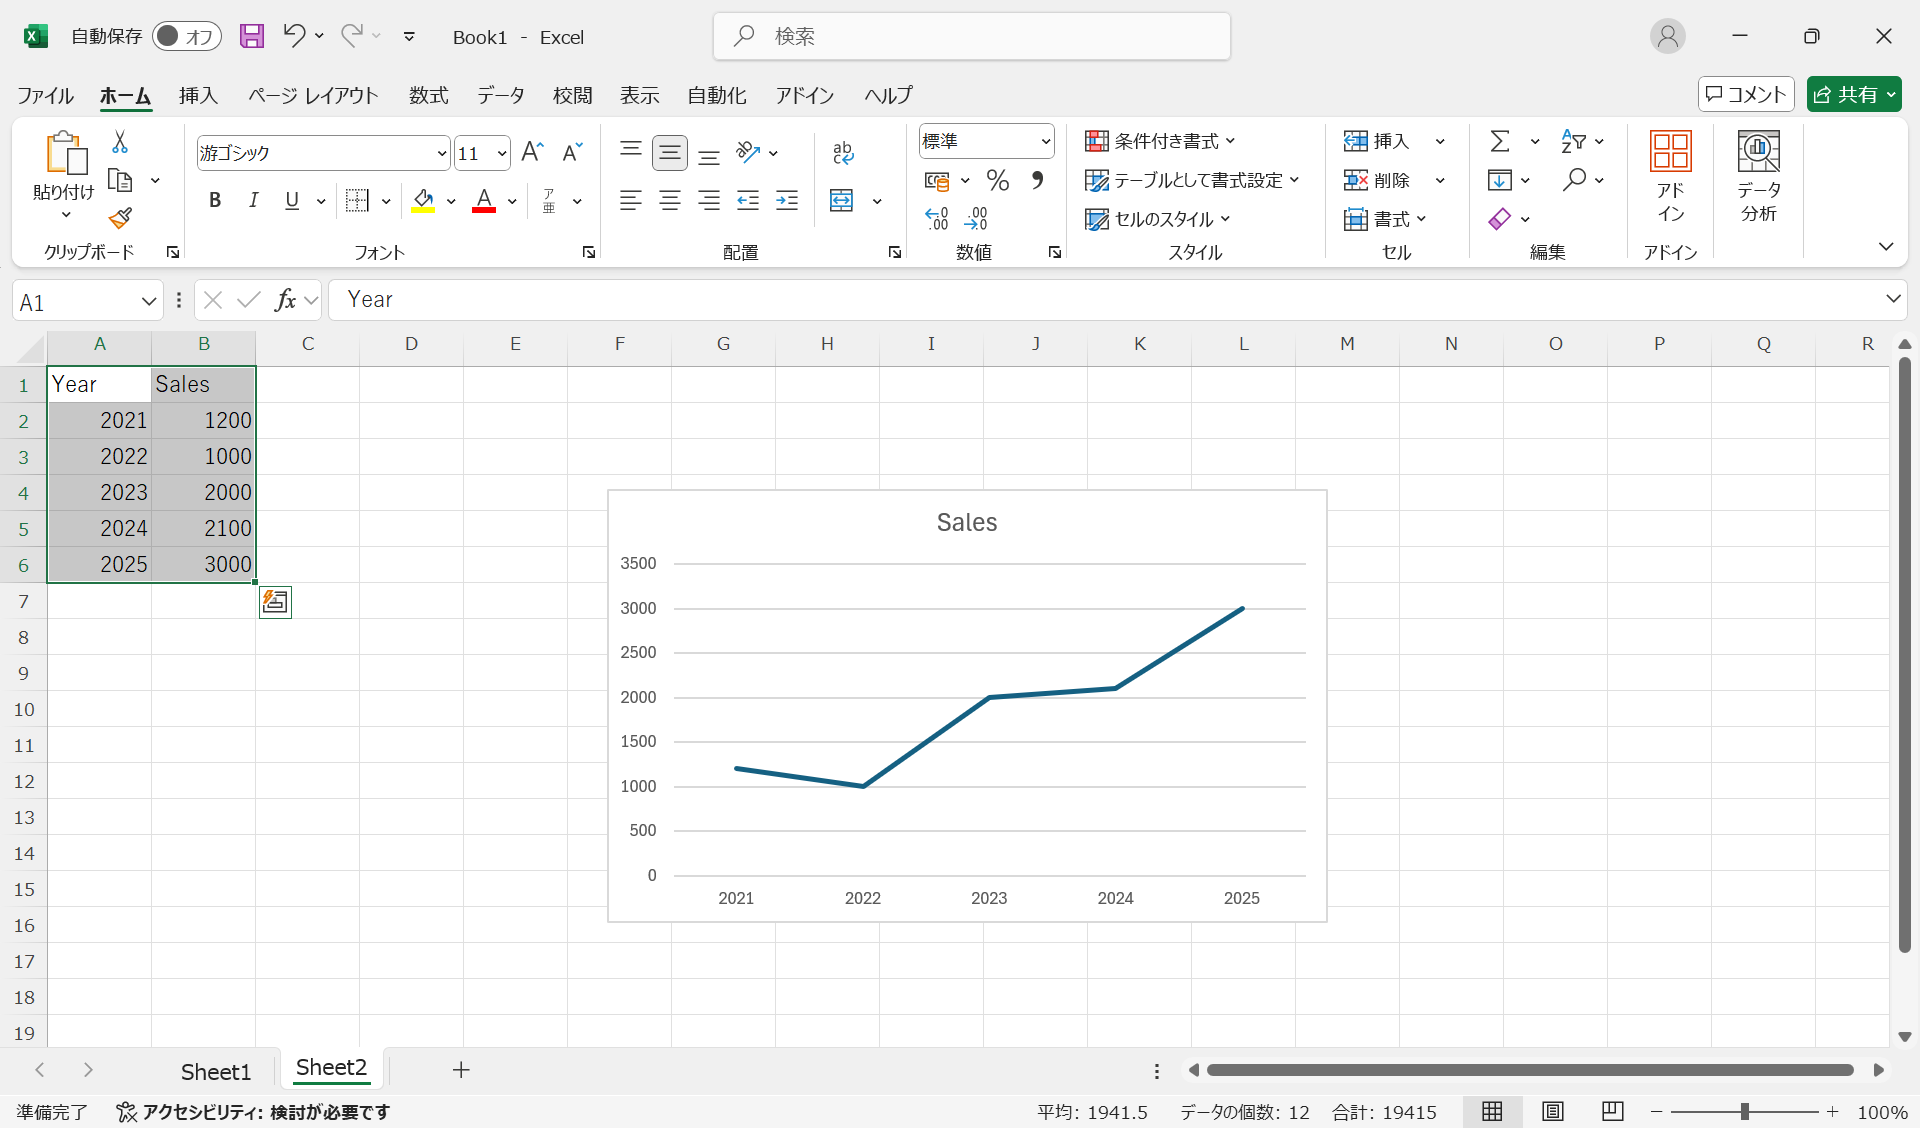 自動保存 オフ Book1 - Excel 検索
ファイル ホーム 挿入 ページ レイアウト 数式 データ 校閲 表示 自動化 アドイン ヘルプ コメント 共有
貼り付け
クリップボード
游ゴシック 11
B I U A ア亜
フォント
ab
c
配置
標準
% 9
←0 .00
.00 →0
数値
条件付き書式
テーブルとして書式設定
セルのスタイル
スタイル
挿入
削除
書式
セル
Σ A
Z
編集
アド
イン
アドイン
データ
分析
A1 fx Year
A B C D E F G H I J K L M N O P Q R
1 Year Sales
2 2021 1200
3 2022 1000
4 2023 2000
5 2024 2100
6 2025 3000
7
8
9
10
11
12
13
14
15
16
17
18
19
Sales
3500
3000
2500
2000
1500
1000
500
0
2021 2022 2023 2024 2025
Sheet1 Sheet2 +
準備完了 アクセシビリティ: 検討が必要です 平均: 1941.5 データの個数: 12 合計: 19415 − + 100%